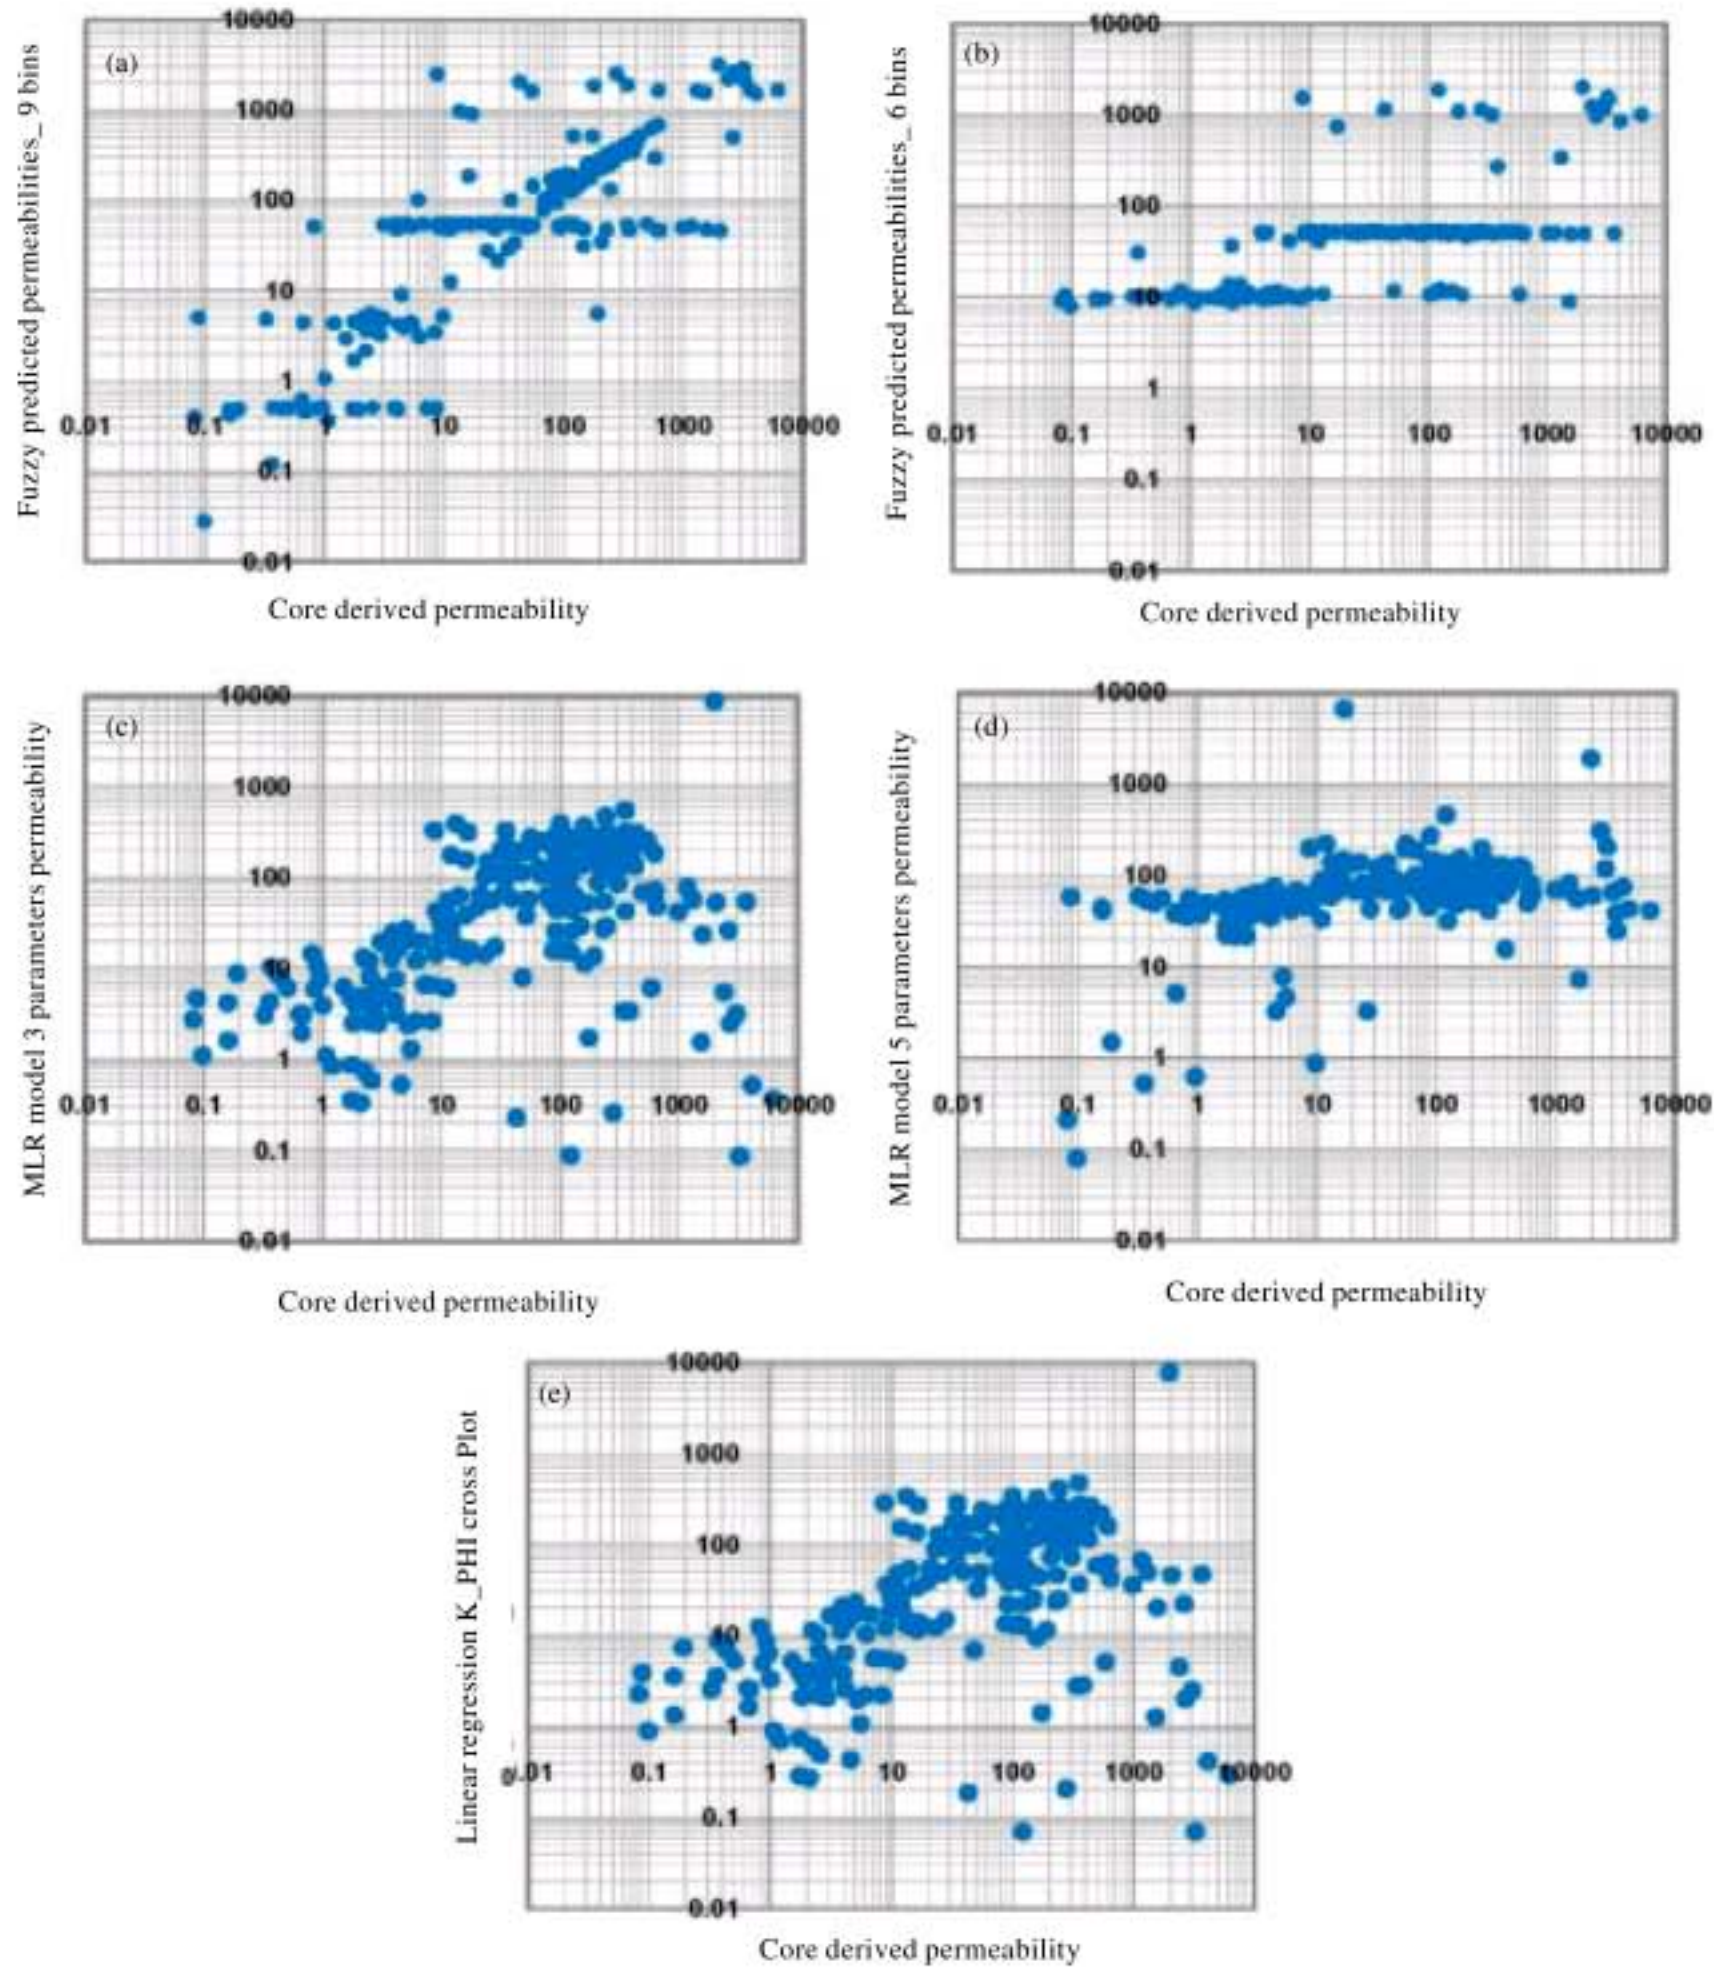 (a)
Fuzzy predicted permeabilities_ 9 bins
10000
1000
100
10
1
0.01 0.1 1 10 100 1000 10000
0.1
0.01
Core derived permeability
(b)
Fuzzy predicted permeabilities_ 6 bins
10000
1000
100
10
1
0.01 0.1 1 10 100 1000 10000
0.1
0.01
Core derived permeability
(c)
MLR model 3 parameters permeability
10000
1000
100
10
1
0.01 0.1 1 10 100 1000 10000
0.1
0.01
Core derived permeability
(d)
MLR model 5 parameters permeability
10000
1000
100
10
1
0.01 0.1 1 10 100 1000 10000
0.1
0.01
Core derived permeability
(e)
Linear regression K_PHI cross Plot
10000
1000
100
10
1
0.01 0.1 1 10 100 1000 10000
0.1
0.01
Core derived permeability